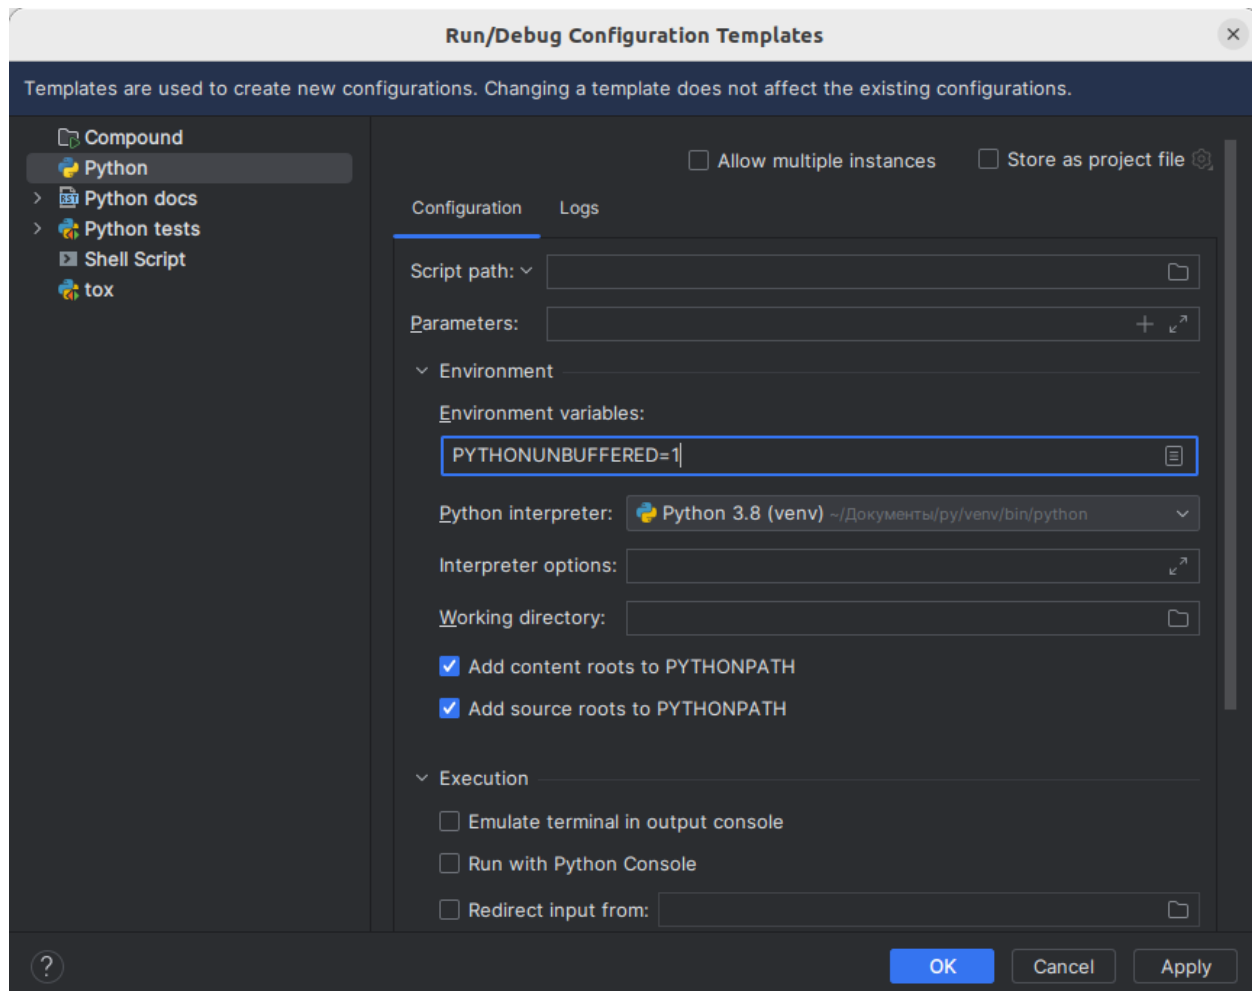 Run/Debug Configuration Templates
Templates are used to create new configurations. Changing a template does not affect the existing configurations.
Compound
Python
Python docs
Python tests
Shell Script
tox
Allow multiple instances
Store as project file
Configuration
Logs
Script path:
Parameters:
Environment
Environment variables:
PYTHONUNBUFFERED=1
Python interpreter:
Python 3.8 (venv) ~/Документы/py/venv/bin/python
Interpreter options:
Working directory:
Add content roots to PYTHONPATH
Add source roots to PYTHONPATH
Execution
Emulate terminal in output console
Run with Python Console
Redirect input from:
?
OK
Cancel
Apply